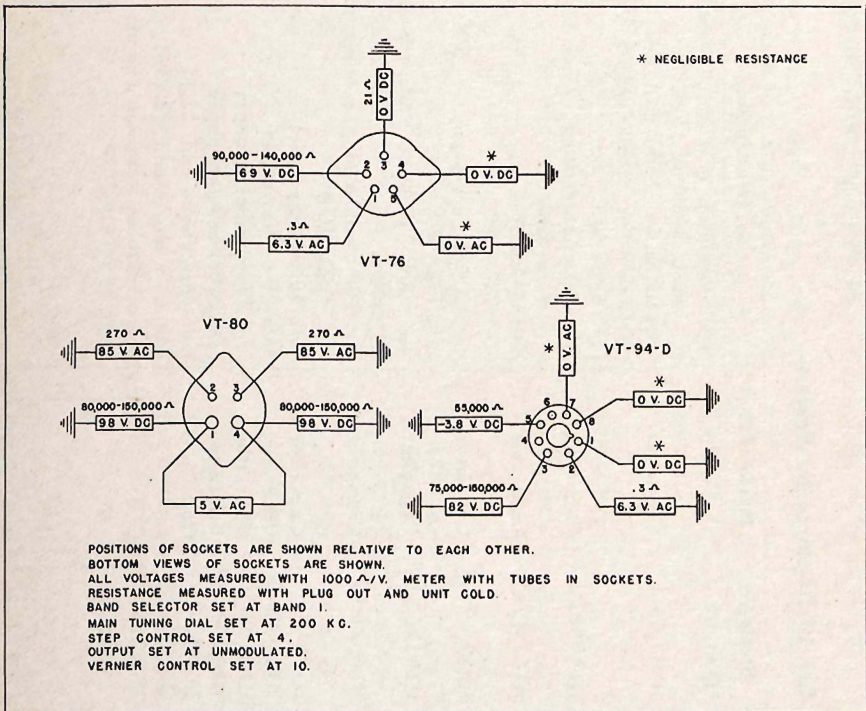 * NEGLIGIBLE RESISTANCE
21 Ω
0 V DC
3
90,000-140,000 Ω
69 V. DC
2
4
*
0 V. DC
.3 Ω
6.3 V. AC
1
5
*
0 V. AC
VT-76
VT-80
270 Ω
85 V. AC
270 Ω
85 V. AC
2
3
80,000-150,000 Ω
98 V. DC
1
4
80,000-150,000 Ω
98 V. DC
5 V. AC
VT-94-D
*
0 V. AC
6
7
*
0 V. DC
55,000 Ω
-3.8 V. DC
5
8
4
1
*
0 V. DC
3
2
75,000-160,000 Ω
82 V. DC
.3 Ω
6.3 V. AC
POSITIONS OF SOCKETS ARE SHOWN RELATIVE TO EACH OTHER.
BOTTOM VIEWS OF SOCKETS ARE SHOWN.
ALL VOLTAGES MEASURED WITH 1000 Ω/V. METER WITH TUBES IN SOCKETS.
RESISTANCE MEASURED WITH PLUG OUT AND UNIT COLD.
BAND SELECTOR SET AT BAND 1.
MAIN TUNING DIAL SET AT 200 KC.
STEP CONTROL SET AT 4.
OUTPUT SET AT UNMODULATED.
VERNIER CONTROL SET AT 10.